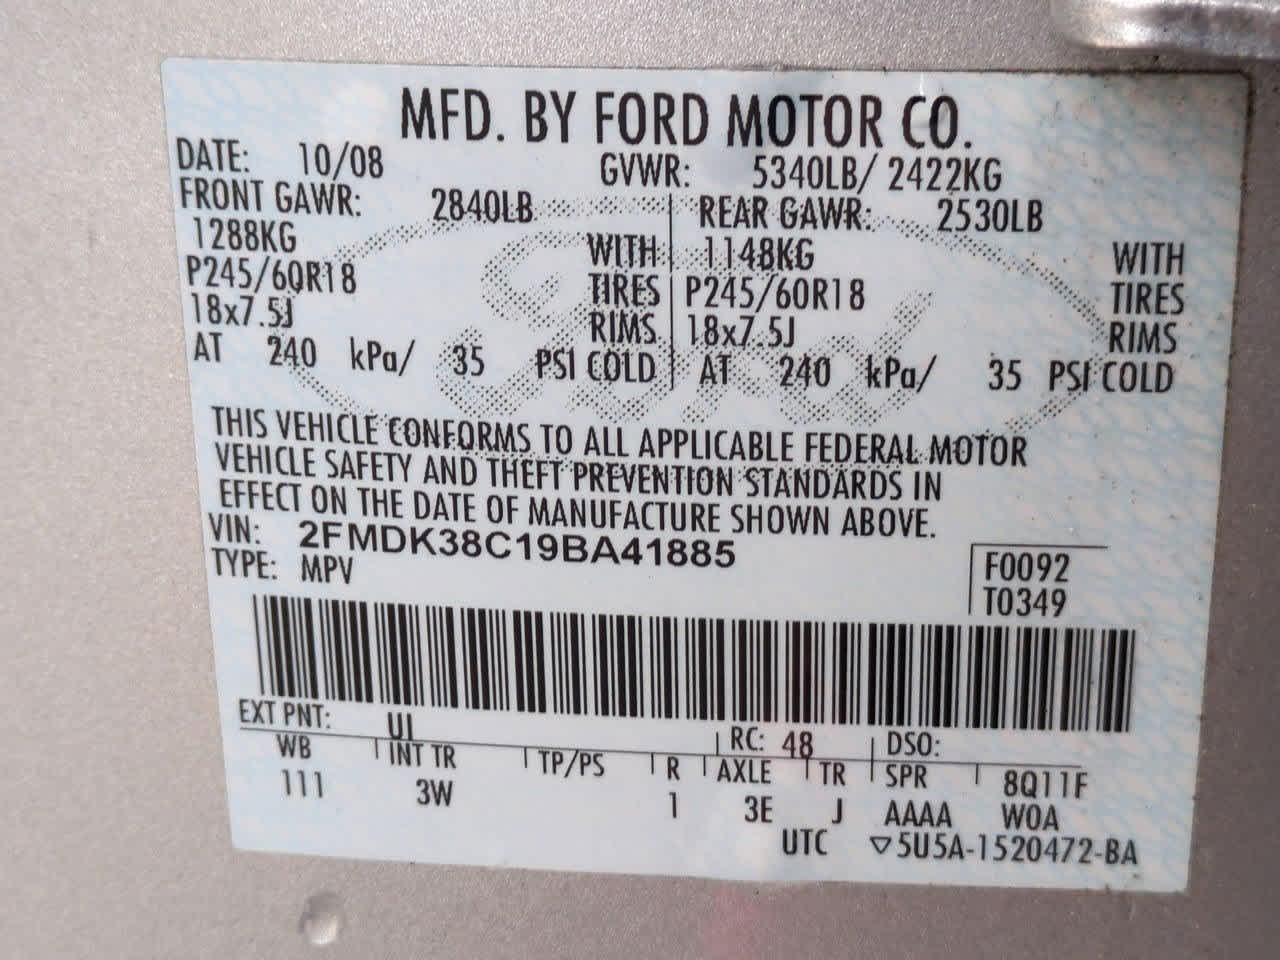 MFD. BY FORD MOTOR CO.
DATE: 10/08 GVWR: 5340LB/ 2422KG
FRONT GAWR: 2840LB REAR GAWR: 2530LB
1288KG WITH 1148KG WITH
P245/60R18 TIRES P245/60R18 TIRES
18x7.5J RIMS 18x7.5J RIMS
AT 240 kPa/ 35 PSI COLD AT 240 kPa/ 35 PSI COLD
Ford
THIS VEHICLE CONFORMS TO ALL APPLICABLE FEDERAL MOTOR
VEHICLE SAFETY AND THEFT PREVENTION STANDARDS IN
EFFECT ON THE DATE OF MANUFACTURE SHOWN ABOVE.
VIN: 2FMDK38C19BA41885
TYPE: MPV F0092
T0349
EXT PNT: UI RC: 48 DSO:
WB INT TR TP/PS R AXLE TR SPR 8Q11F
111 3W 1 3E J AAAA WOA
UTC ▽5U5A-1520472-BA